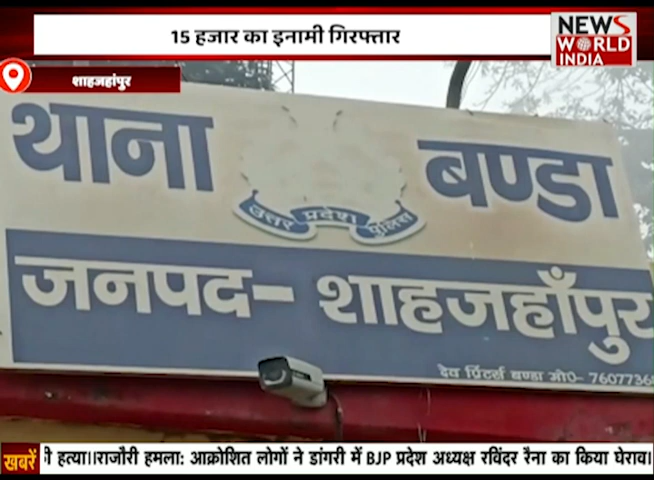 15 हजार का इनामी गिरफ्तार
NEWS
WORLD
INDIA
शाहजहांपुर
थाना बण्डा
उत्तर प्रदेश पुलिस
जनपद- शाहजहाँपुर
देव प्रिंटर्स बण्डा मो0- 7607736
खबरें
ी हत्या।।राजौरी हमला: आक्रोशित लोगों ने डांगरी में BJP प्रदेश अध्यक्ष रविंदर रैना का किया घेराव।